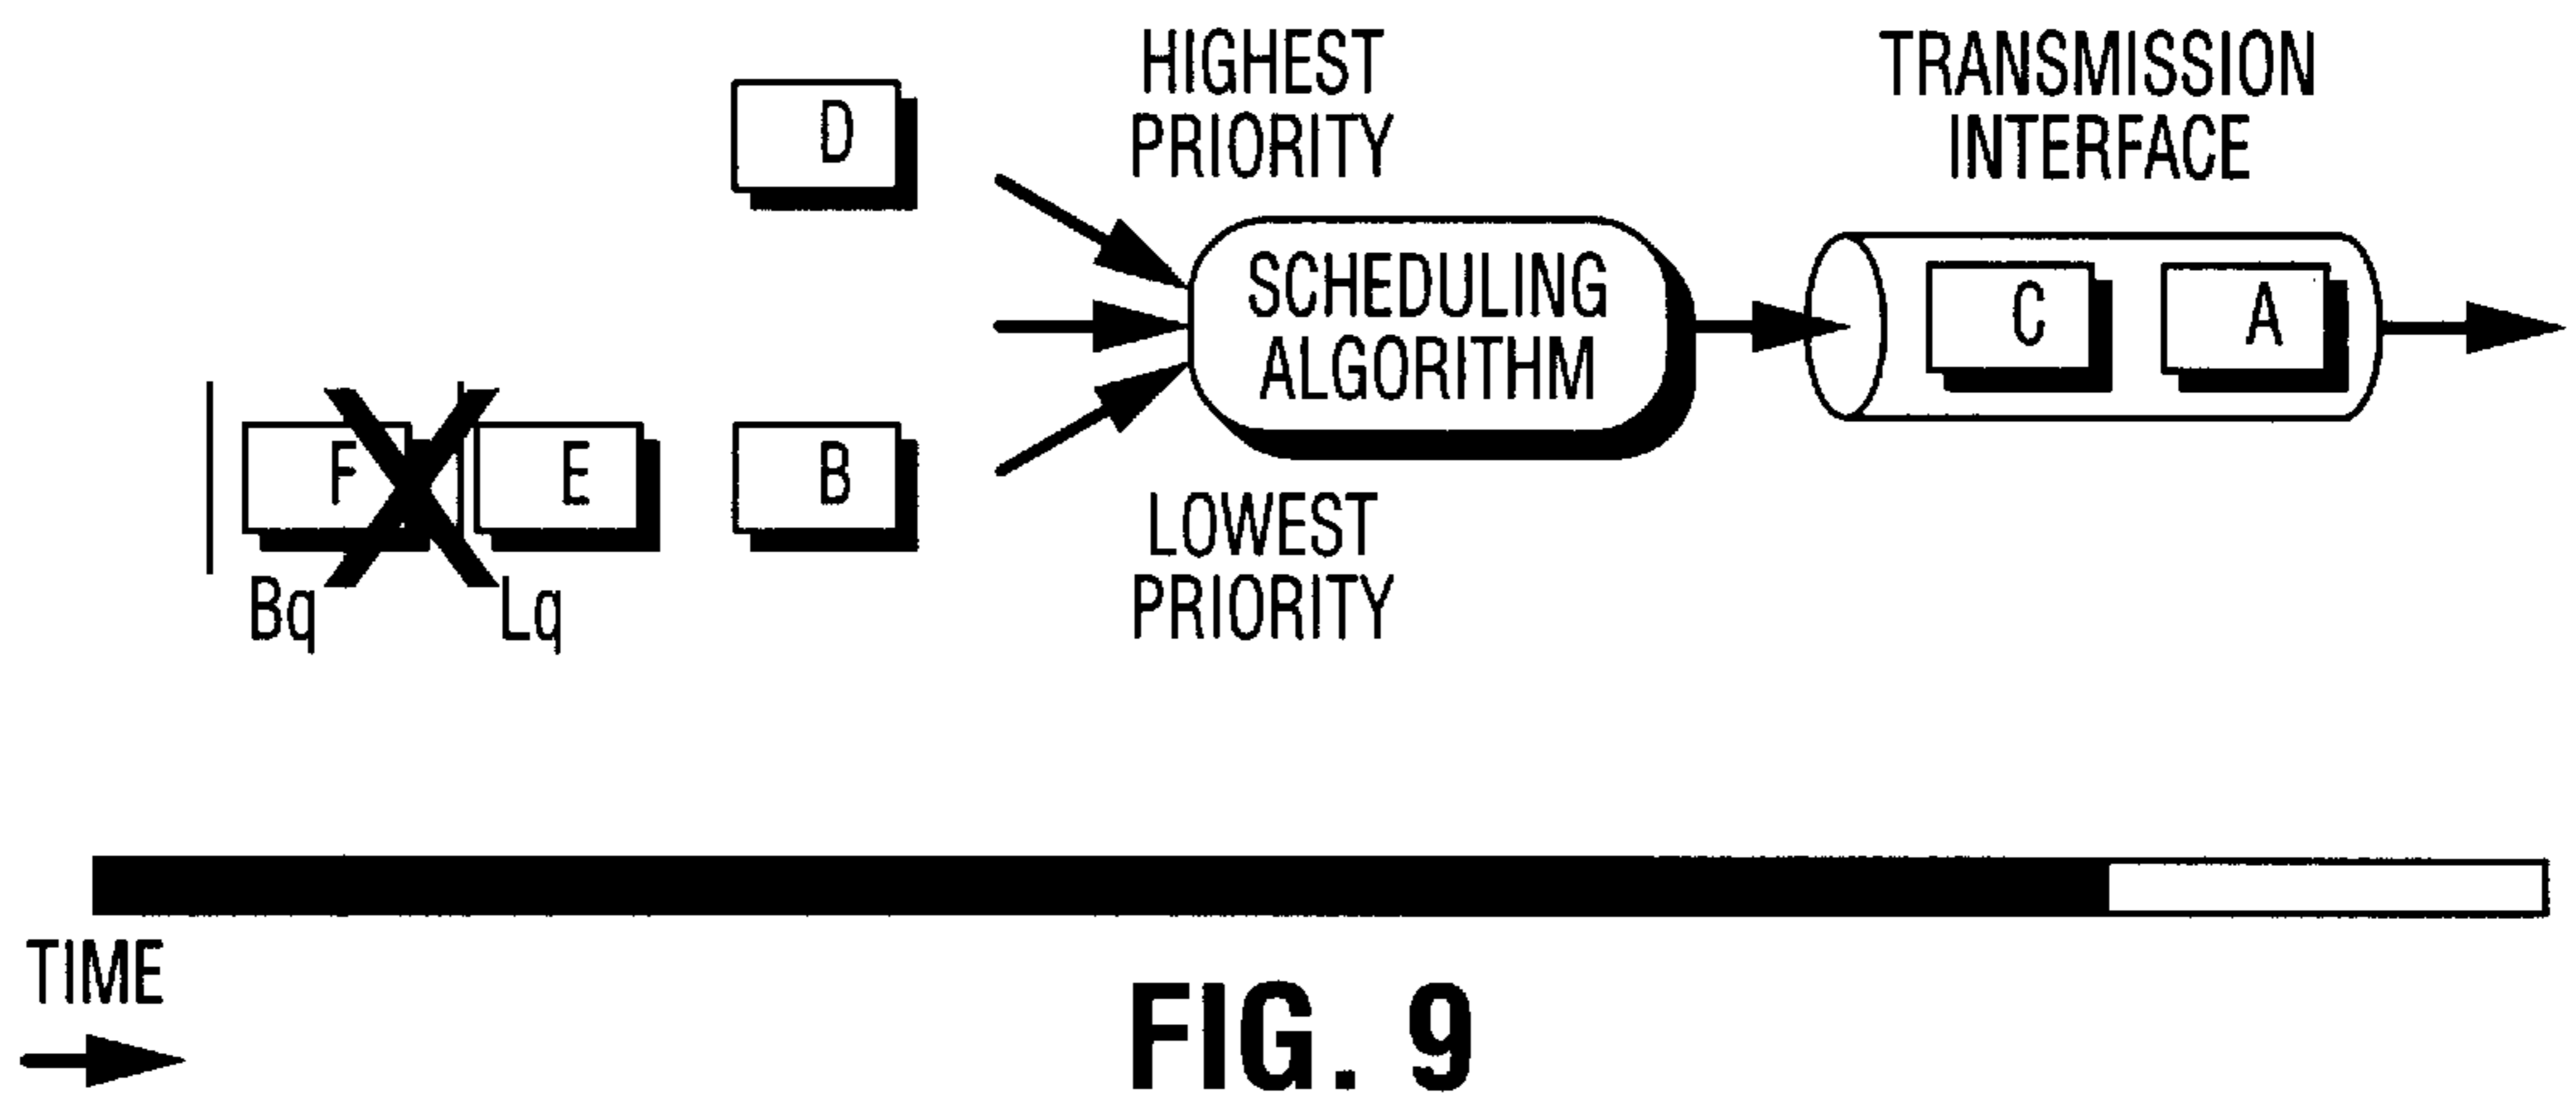 HIGHEST
PRIORITY
TRANSMISSION
INTERFACE
D
SCHEDULING
ALGORITHM
C
A
F
E
B
Bq
Lq
LOWEST
PRIORITY
TIME
FIG. 9